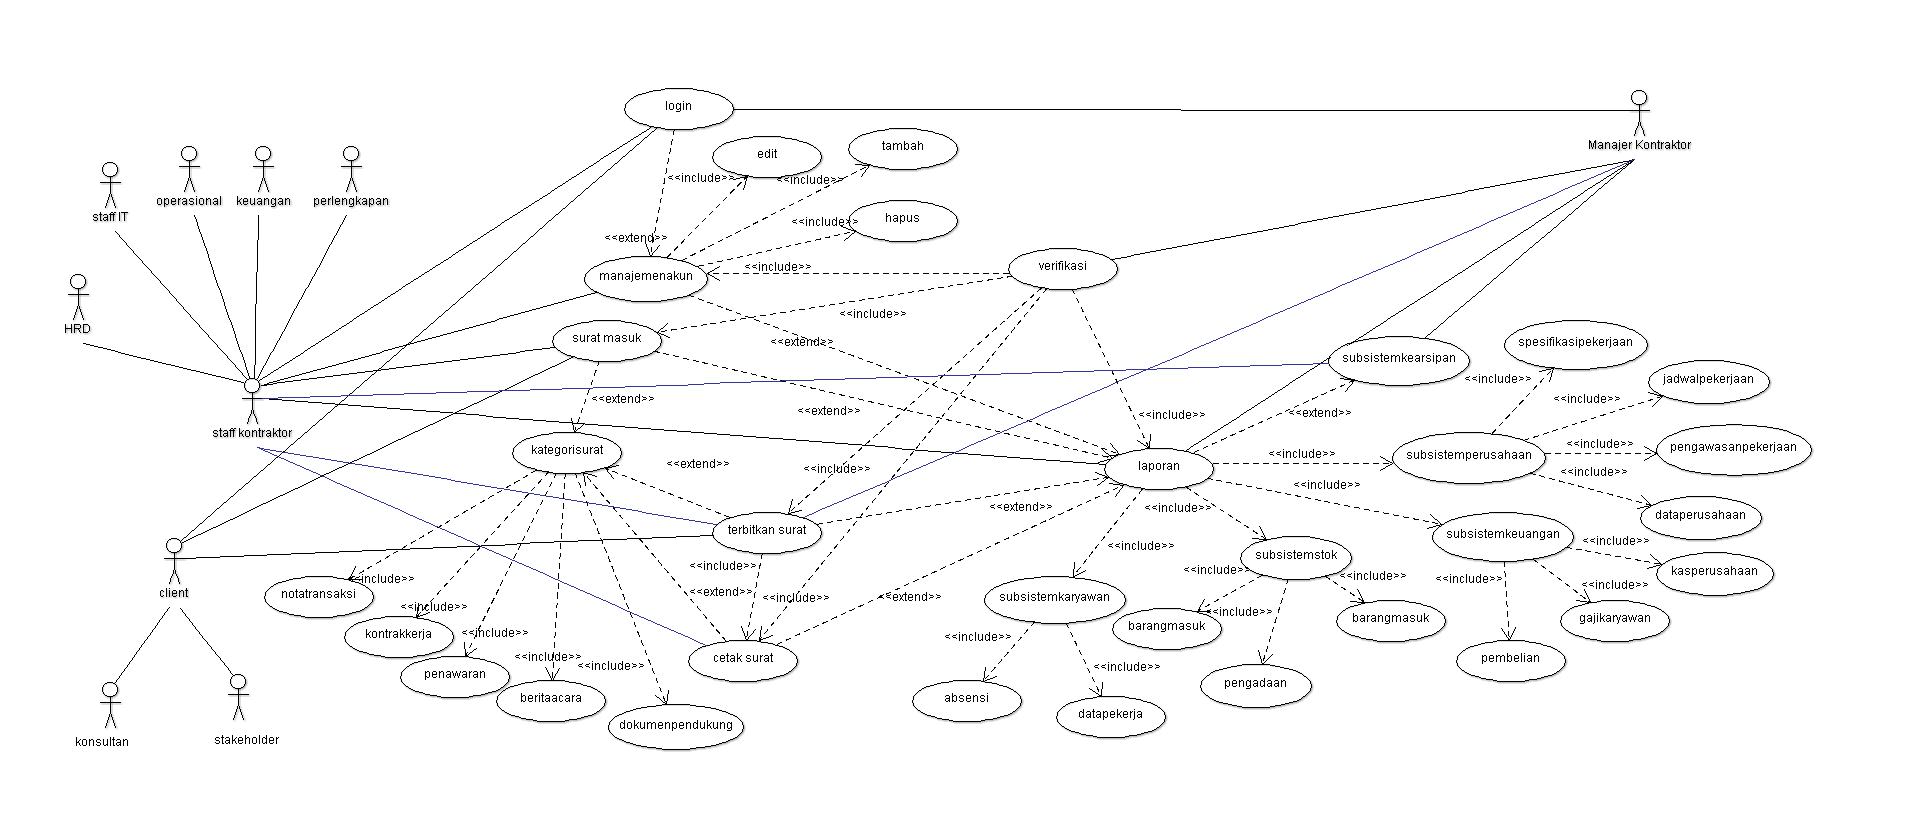 login
edit
tambah
Manajer Kontraktor
<<include>>
<<include>>
staff IT
operasional
keuangan
perlengkapan
hapus
<<include>>
<<extend>>
manajemenakun
<<include>>
verifikasi
HRD
surat masuk
<<include>>
<<extend>>
subsistemkearsipan
spesifikasipekerjaan
<<include>>
jadwalpekerjaan
<<extend>>
<<extend>>
<<include>>
<<extend>>
<<include>>
staff kontraktor
kategorisurat
<<extend>>
<<include>>
laporan
<<include>>
subsistemperusahaan
<<include>>
pengawasanpekerjaan
<<include>>
<<include>>
terbitkan surat
<<extend>>
<<include>>
dataperusahaan
subsistemkeuangan
<<include>>
<<include>>
subsistemstok
<<include>>
kasperusahaan
client
notatransaksi
<<include>>
<<include>>
<<extend>>
<<include>>
<<extend>>
subsistemkaryawan
<<include>>
<<include>>
<<include>>
<<include>>
kontrakkerja
<<include>>
<<include>>
barangmasuk
<<include>>
barangmasuk
gajikaryawan
<<include>>
<<include>>
<<include>>
cetak surat
<<include>>
<<include>>
pembelian
penawaran
beritaacara
absensi
pengadaan
datapekerja
dokumenpendukung
konsultan
stakeholder